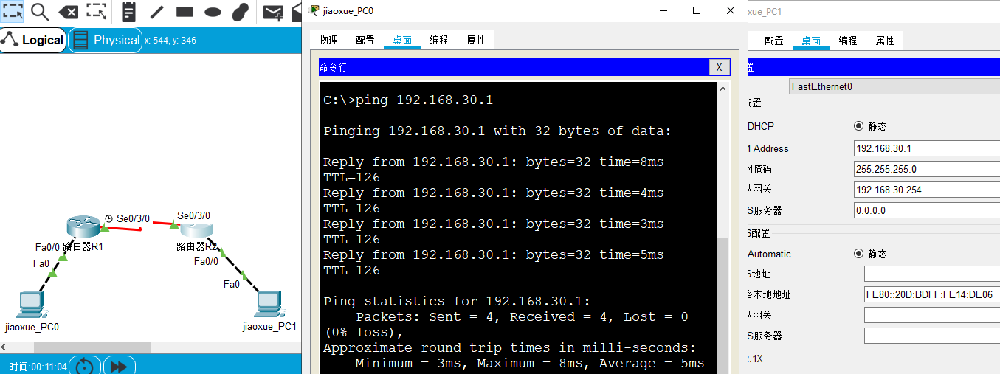 Logical
Physical
x: 544, y: 346
Se0/3/0
Se0/3/0
路由器R1
路由器R2
Fa0/0
Fa0/0
Fa0
Fa0
jiaoxue_PC0
jiaoxue_PC1
时间:00:11:04
jiaoxue_PC0
物理 配置 桌面 编程 属性
命令行
X
C:\>ping 192.168.30.1
Pinging 192.168.30.1 with 32 bytes of data:
Reply from 192.168.30.1: bytes=32 time=8ms
TTL=126
Reply from 192.168.30.1: bytes=32 time=4ms
TTL=126
Reply from 192.168.30.1: bytes=32 time=3ms
TTL=126
Reply from 192.168.30.1: bytes=32 time=5ms
TTL=126
Ping statistics for 192.168.30.1:
Packets: Sent = 4, Received = 4, Lost = 0
(0% loss),
Approximate round trip times in milli-seconds:
Minimum = 3ms, Maximum = 8ms, Average = 5ms
xue_PC1
配置 桌面 编程 属性
置
FastEthernet0
配置
DHCP 静态
4 Address 192.168.30.1
网掩码 255.255.255.0
认网关 192.168.30.254
S服务器 0.0.0.0
6配置
Automatic 静态
6地址
本地地址 FE80::20D:BDFF:FE14:DE06
认网关
S服务器
2.1X